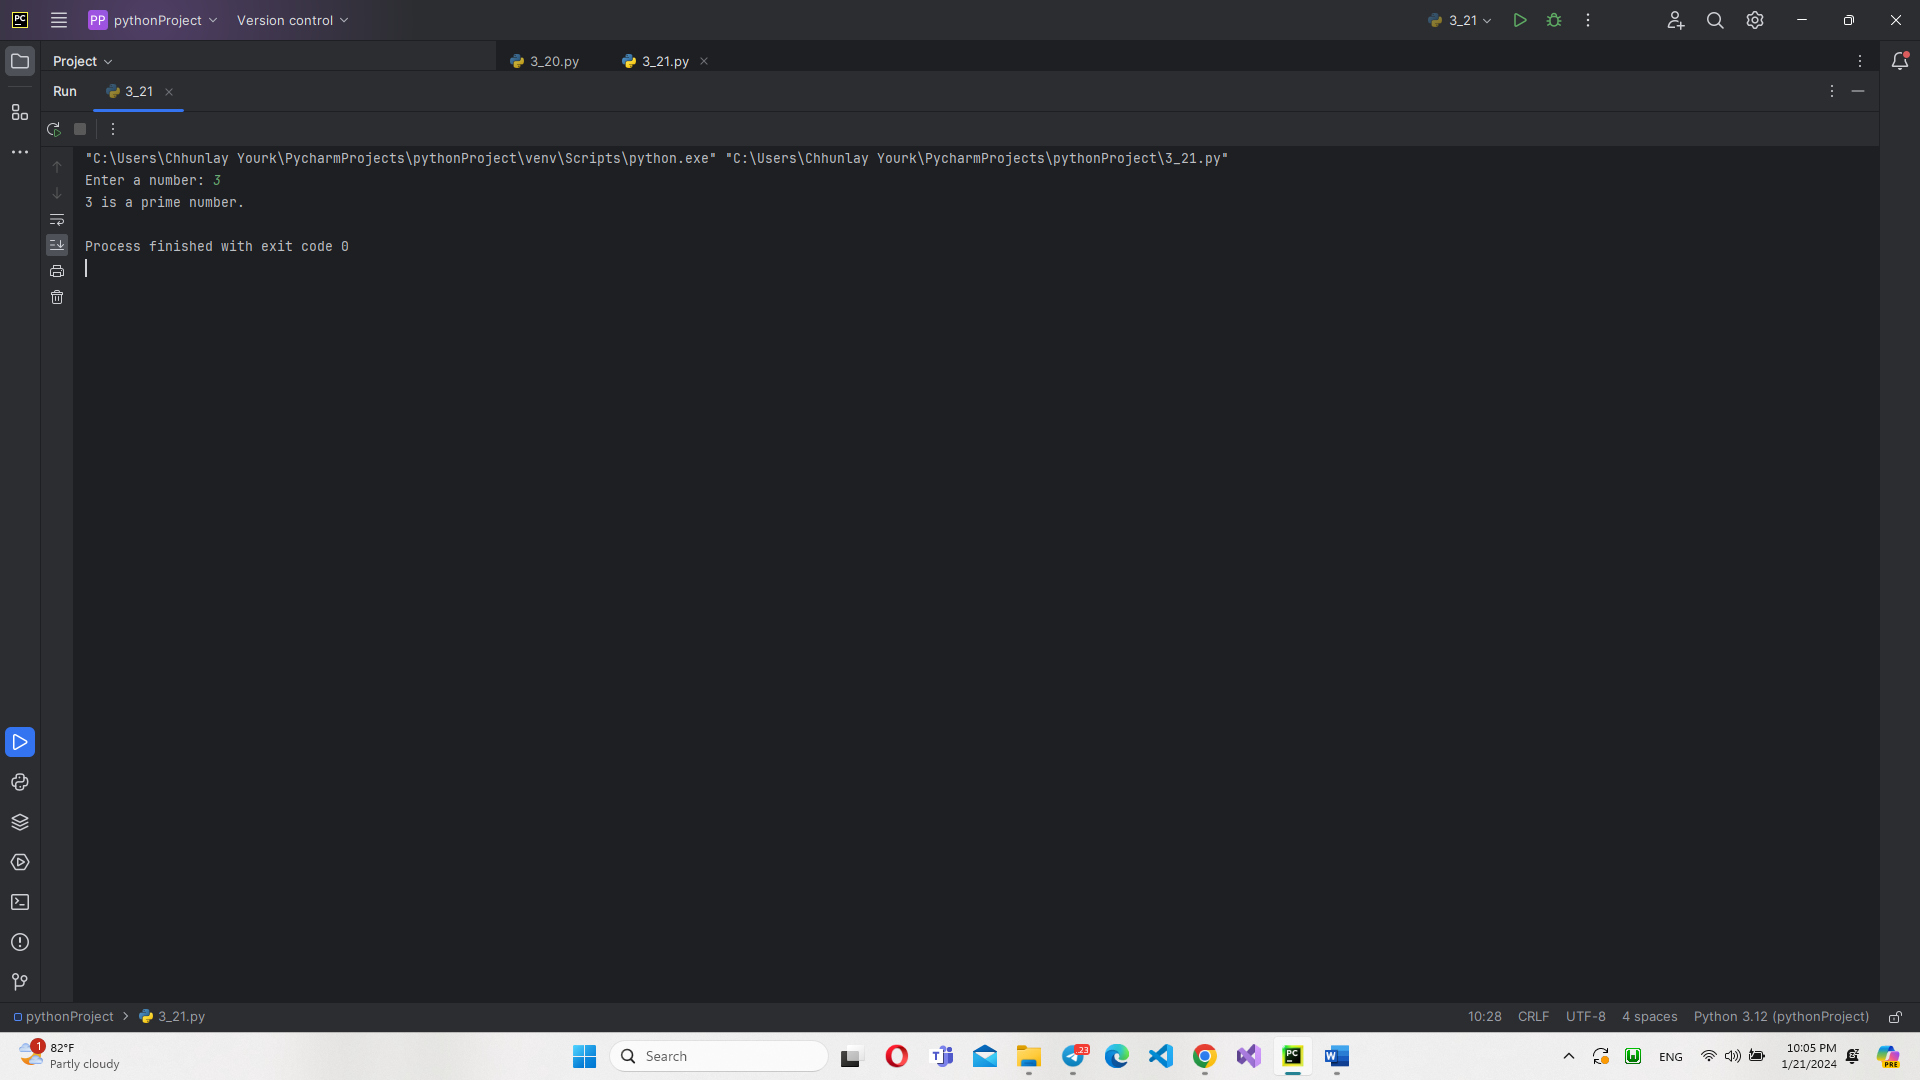 PC PP pythonProject Version control 3_21
Project 3_20.py 3_21.py
Run 3_21
"C:\Users\Chhunlay Yourk\PycharmProjects\pythonProject\venv\Scripts\python.exe" "C:\Users\Chhunlay Yourk\PycharmProjects\pythonProject\3_21.py"
Enter a number: 3
3 is a prime number.
Process finished with exit code 0
pythonProject 3_21.py 10:28 CRLF UTF-8 4 spaces Python 3.12 (pythonProject)
1 82°F
Partly cloudy
Search
23
PC
ENG
10:05 PM
1/21/2024
PRE